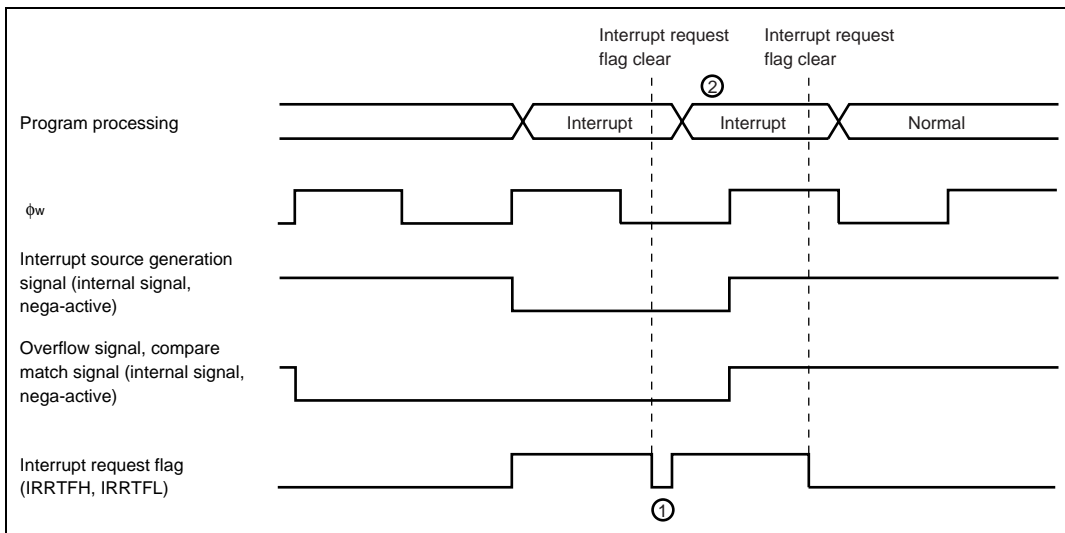 Interrupt request
flag clear
Interrupt request
flag clear
②
Program processing
Interrupt
Interrupt
Normal
φw
Interrupt source generation
signal (internal signal,
nega-active)
Overflow signal, compare
match signal (internal signal,
nega-active)
Interrupt request flag
(IRRTFH, IRRTFL)
①